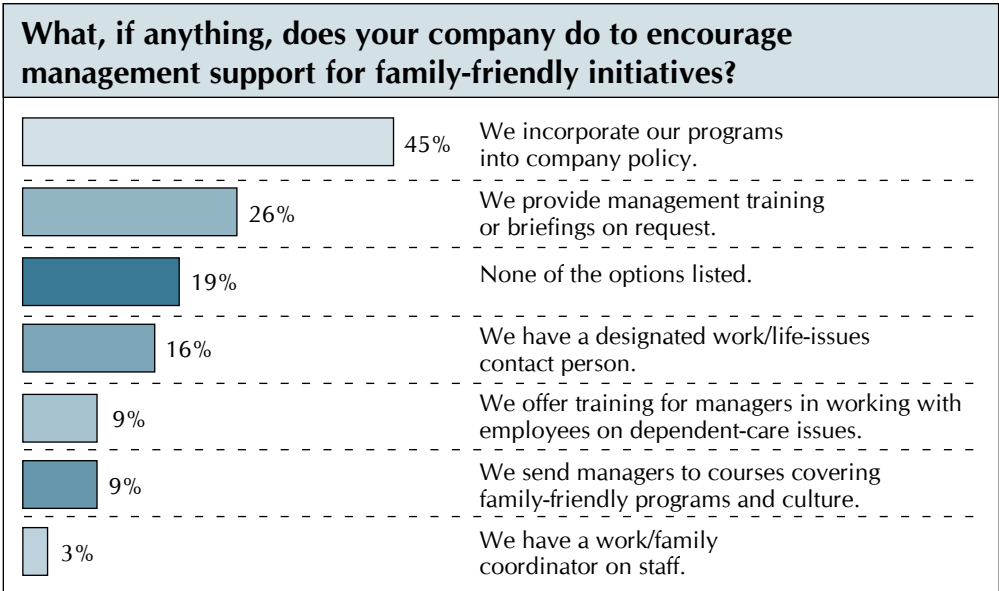 What, if anything, does your company do to encourage
management support for family-friendly initiatives?
45%
We incorporate our programs
into company policy.
26%
We provide management training
or briefings on request.
19%
None of the options listed.
16%
We have a designated work/life-issues
contact person.
9%
We offer training for managers in working with
employees on dependent-care issues.
9%
We send managers to courses covering
family-friendly programs and culture.
3%
We have a work/family
coordinator on staff.